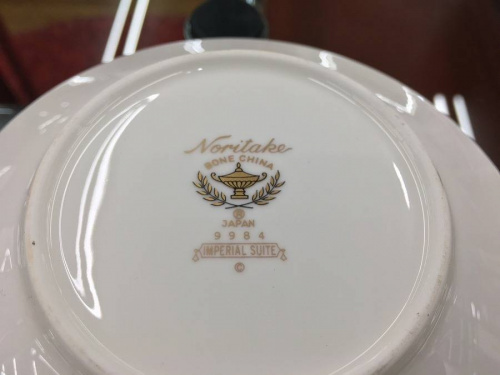 Noritake
BONE CHINA
®
JAPAN
9984
IMPERIAL SUITE
©